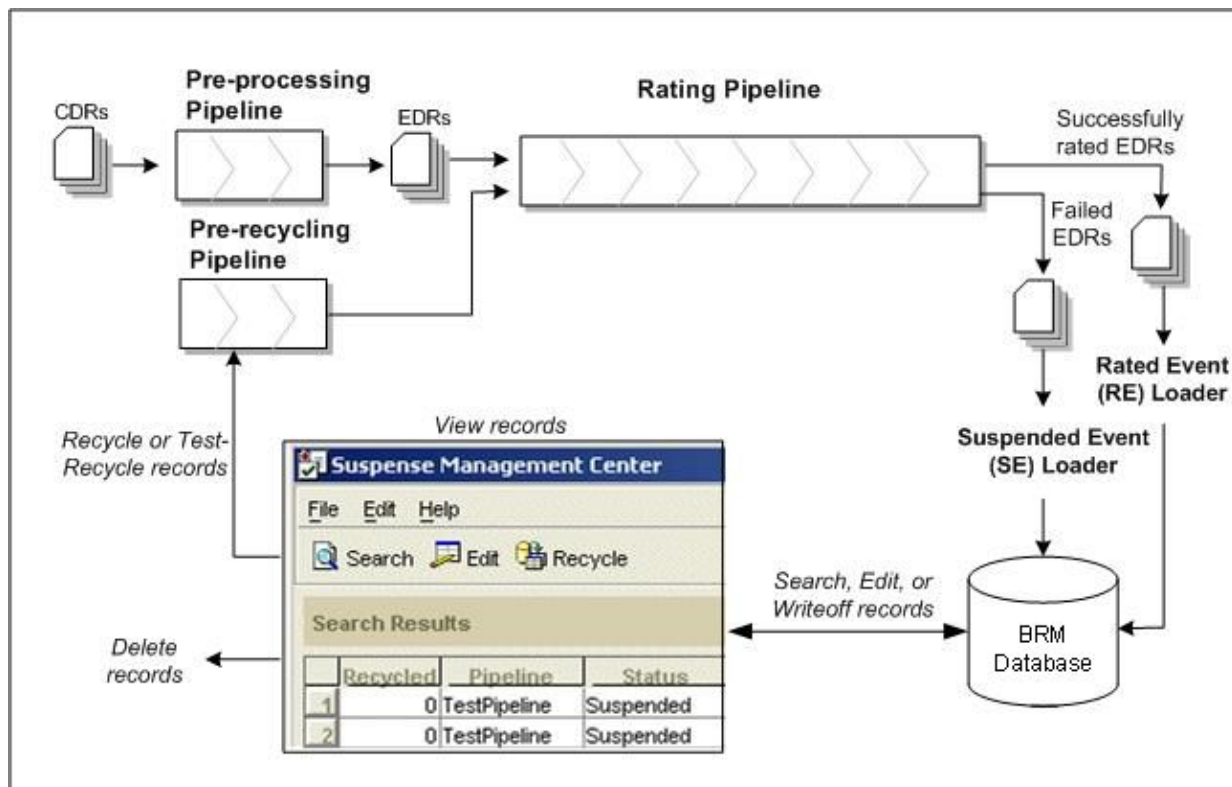 Pre-processing
Pipeline
Rating Pipeline
CDRs
EDRs
Successfully
rated EDRs
Failed
EDRs
Pre-recycling
Pipeline
Rated Event
(RE) Loader
Suspended Event
(SE) Loader
Recycle or Test-
Recycle records
View records
Suspense Management Center
File Edit Help
Search Edit Recycle
Search Results
Recycled Pipeline Status
1 0 TestPipeline Suspended
2 0 TestPipeline Suspended
Search, Edit, or
Writeoff records
BRM
Database
Delete
records